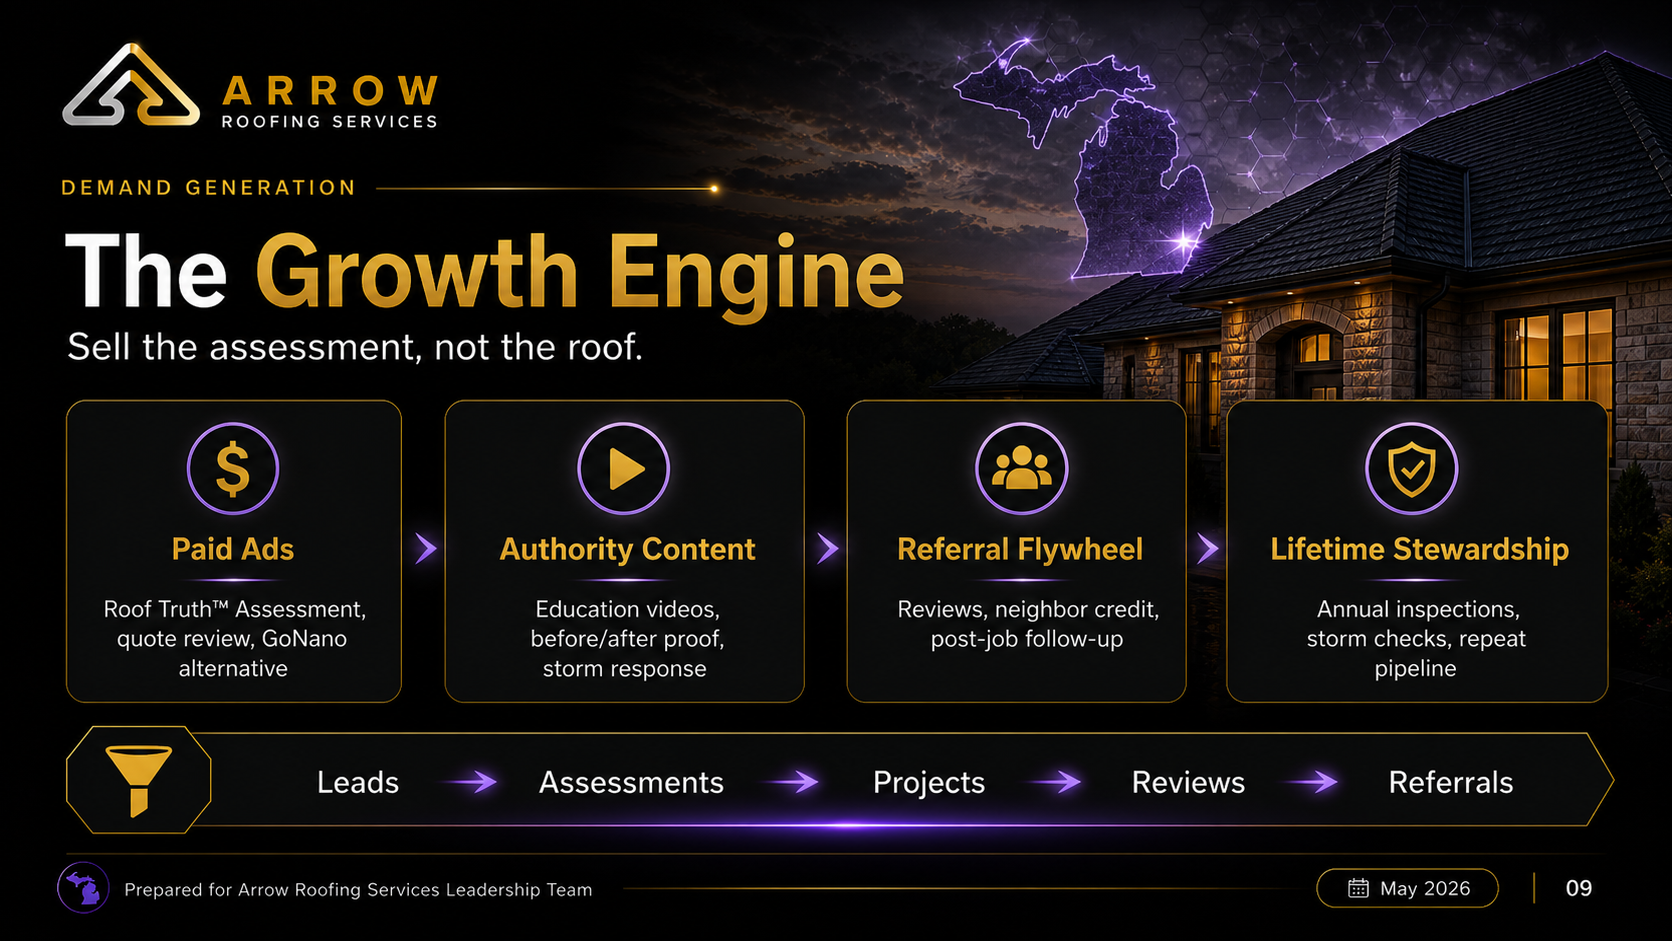 ARROW
ROOFING SERVICES
DEMAND GENERATION
The Growth Engine
Sell the assessment, not the roof.
Paid Ads
Roof Truth™ Assessment,
quote review, GoNano
alternative
Authority Content
Education videos,
before/after proof,
storm response
Referral Flywheel
Reviews, neighbor credit,
post-job follow-up
Lifetime Stewardship
Annual inspections,
storm checks, repeat
pipeline
Leads
Assessments
Projects
Reviews
Referrals
Prepared for Arrow Roofing Services Leadership Team
May 2026
09